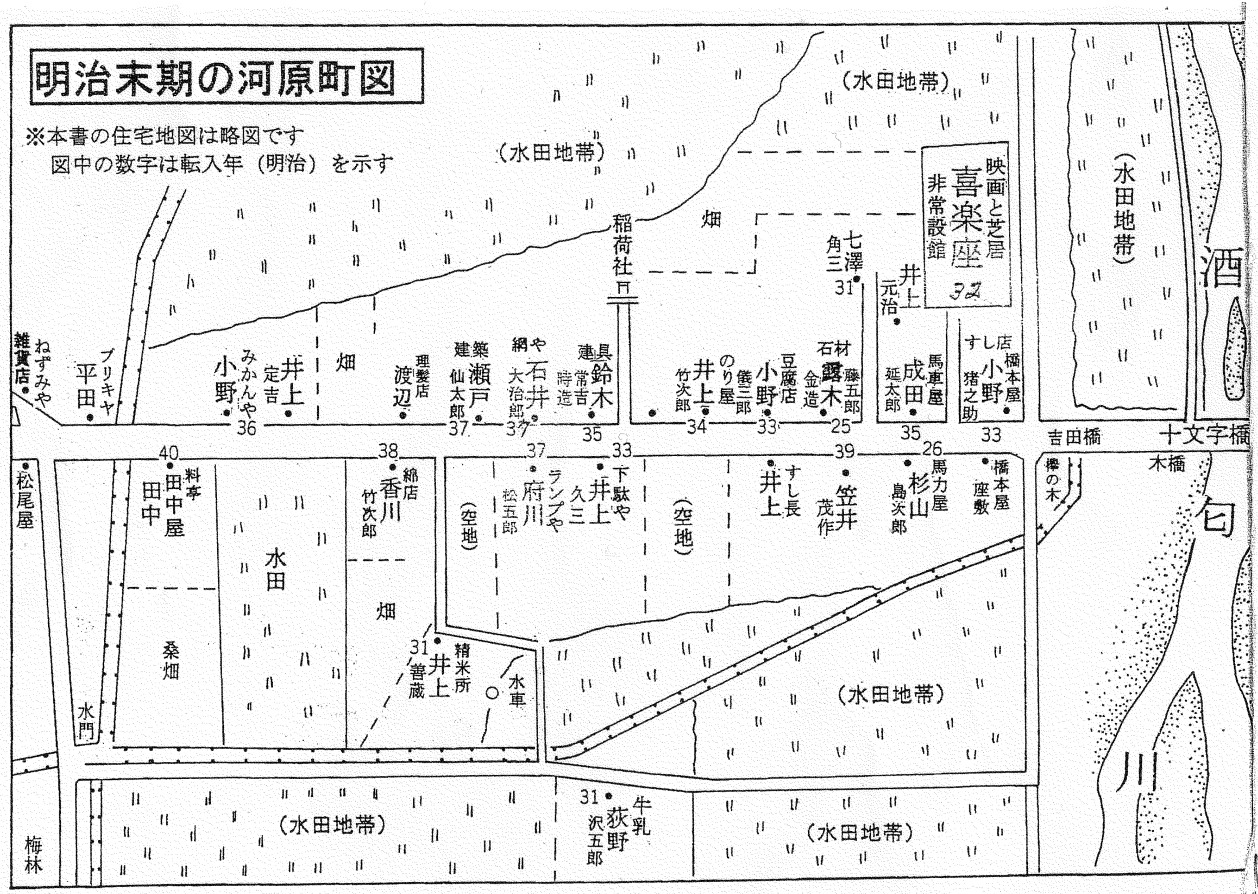 明治末期の河原町図
※本書の住宅地図は略図です
図中の数字は転入年（明治）を示す
（水田地帯）
（水田地帯）
（水田地帯）
映画と芝居
喜楽座
非常設館
32
稲荷社
畑
七澤
角三
31
井上
元治
酒
匂
川
ねずみや
雑貨店
ブリキヤ
平田
みかんや
小野
36
井上
定吉
畑
理髪店
渡辺
建築
瀬戸
仙太郎
37
網や
石井
大治郎
37
建具
鈴木
常吉
時造
35
33
のり屋
井上
竹次郎
34
豆腐店
小野
儀三郎
33
石材
露木
藤五郎
金造
25
馬車屋
成田
延太郎
35
26
すし店
橋本屋
小野
猪之助
33
吉田橋
十文字橋
木橋
欅の木
松尾屋
40
料亭
田中屋
田中
水田
38
綿店
香川
竹次郎
（空地）
37
ランプや
府川
松五郎
下駄や
井上
久三
（空地）
すし長
井上
39
笠井
茂作
馬力屋
杉山
島次郎
橋本屋
座敷
桑畑
畑
31
精米所
井上
善蔵
水車
水門
（水田地帯）
（水田地帯）
31
牛乳
荻野
沢五郎
（水田地帯）
梅林